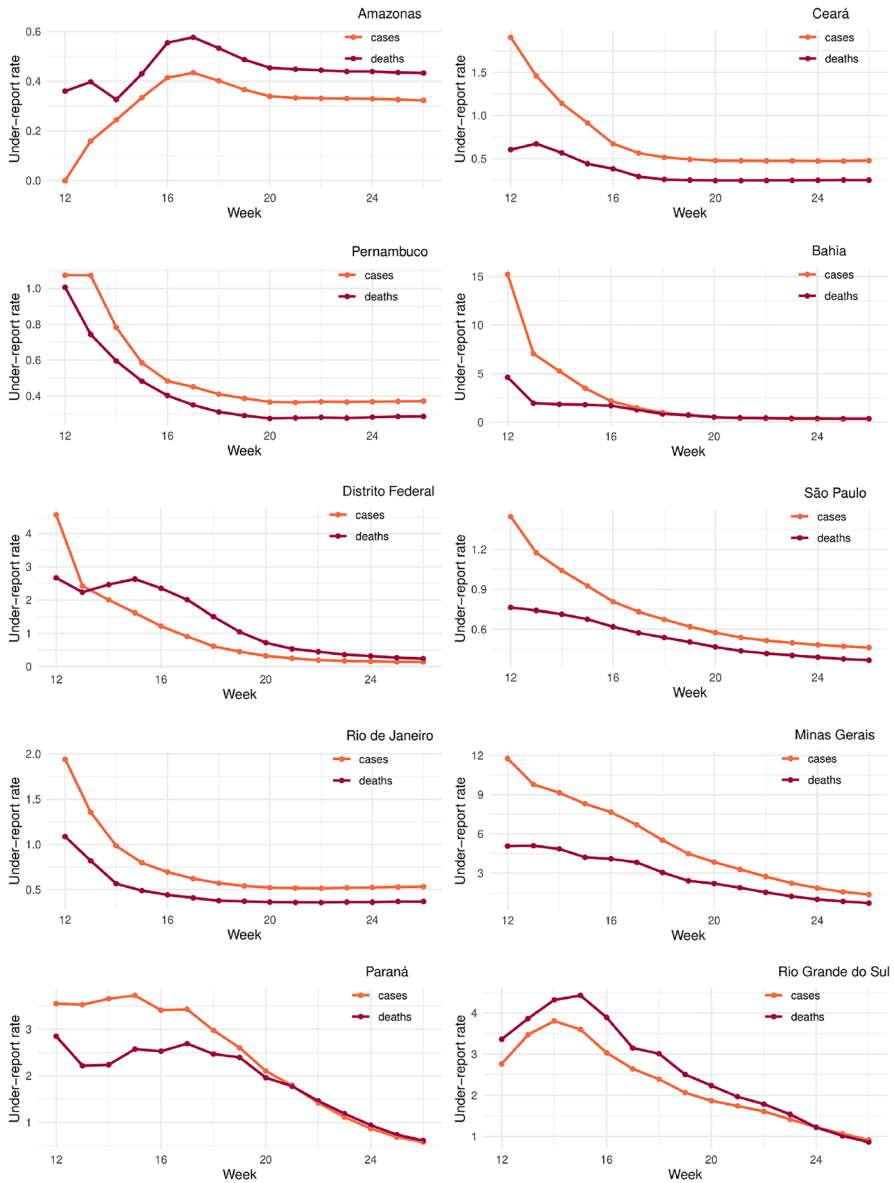 Amazonas
cases
deaths
Under−report rate
0.6
0.4
0.2
0.0
12
16
20
24
Week
Ceará
cases
deaths
Under−report rate
1.5
1.0
0.5
12
16
20
24
Week
Pernambuco
cases
deaths
Under−report rate
1.0
0.8
0.6
0.4
12
16
20
24
Week
Bahia
cases
deaths
Under−report rate
15
10
5
0
12
16
20
24
Week
Distrito Federal
cases
deaths
Under−report rate
4
3
2
1
0
12
16
20
24
Week
São Paulo
cases
deaths
Under−report rate
1.2
0.9
0.6
12
16
20
24
Week
Rio de Janeiro
cases
deaths
Under−report rate
2.0
1.5
1.0
0.5
12
16
20
24
Week
Minas Gerais
cases
deaths
Under−report rate
12
9
6
3
12
16
20
24
Week
Paraná
cases
deaths
Under−report rate
3
2
1
12
16
20
24
Week
Rio Grande do Sul
cases
deaths
Under−report rate
4
3
2
1
12
16
20
24
Week